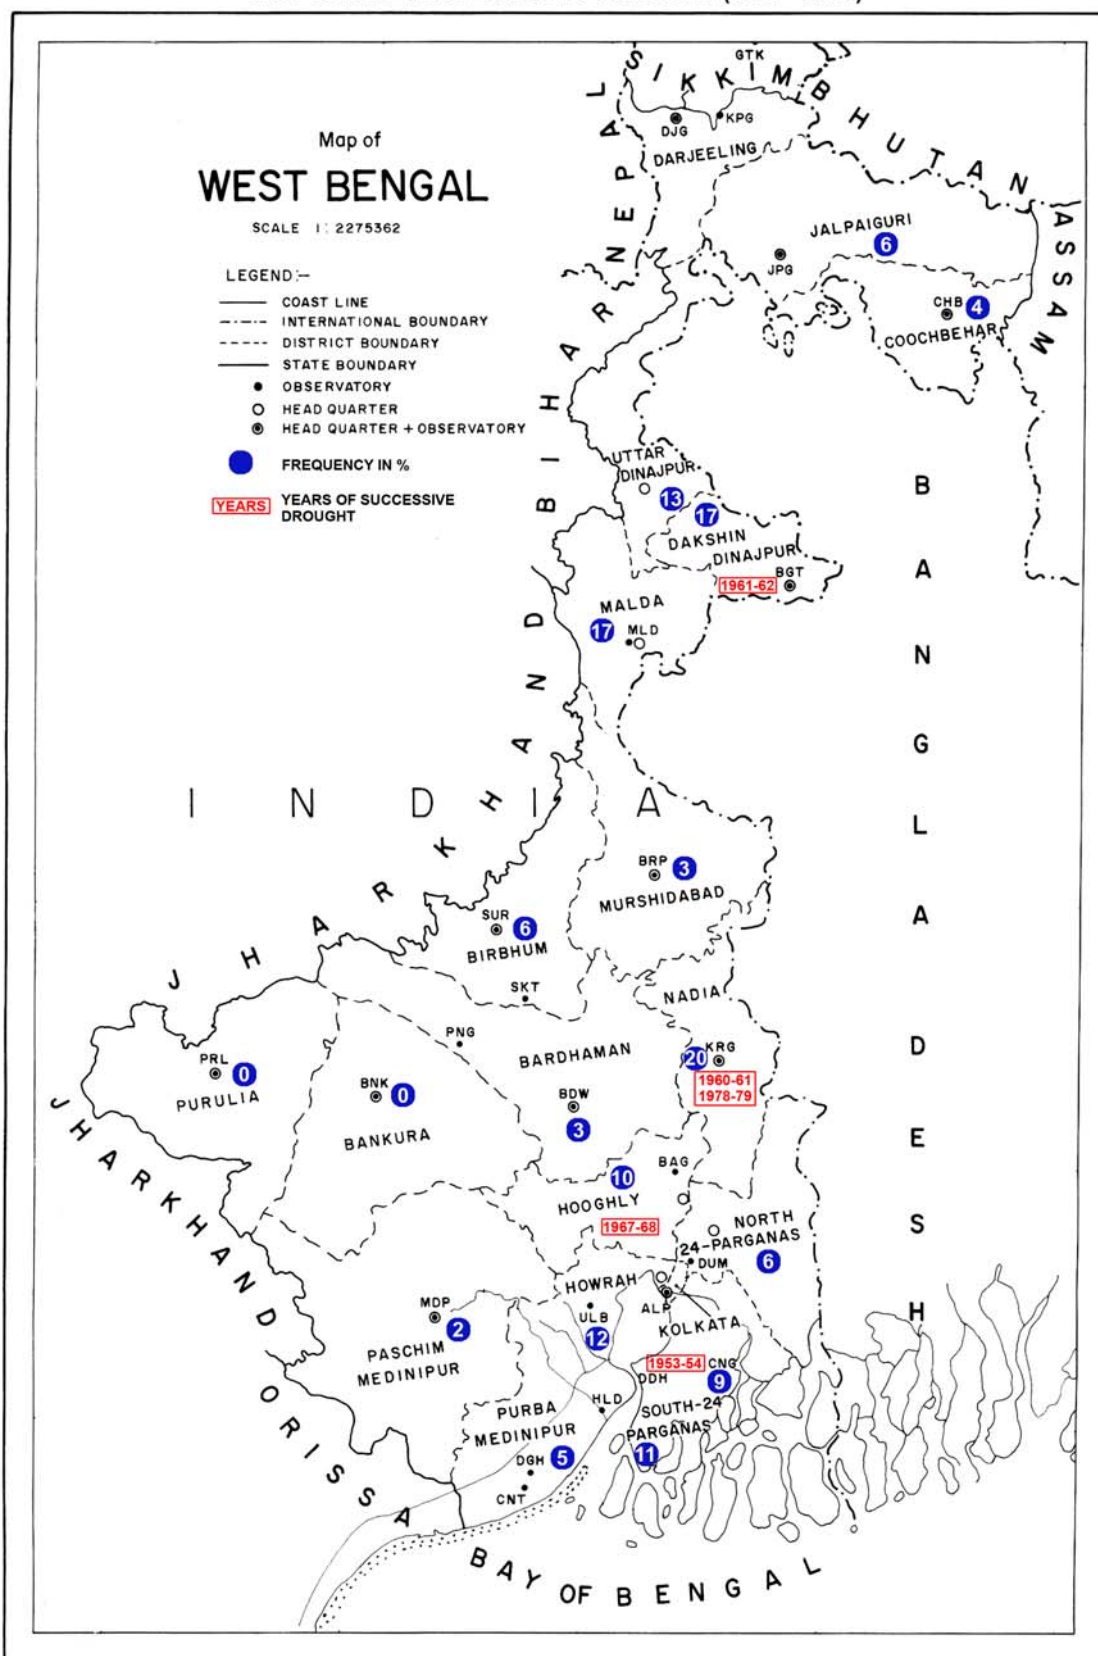 Map of
WEST BENGAL
SCALE 1: 2275362
LEGEND:-
COAST LINE
INTERNATIONAL BOUNDARY
DISTRICT BOUNDARY
STATE BOUNDARY
OBSERVATORY
HEAD QUARTER
HEAD QUARTER + OBSERVATORY
FREQUENCY IN %
YEARS YEARS OF SUCCESSIVE
DROUGHT
SIKKIM
GTK
BHUTAN
NEPAL
ASSAM
BIHAR
JHARKHAND
INDIA
BANGLADESH
DJG
KPG
DARJEELING
JALPAIGURI
6
JPG
CHB
4
COOCHBEHAR
UTTAR
DINAJPUR
13
17
DAKSHIN
DINAJPUR
BGT
1961-62
MALDA
17
MLD
BRP
3
MURSHIDABAD
SUR
6
BIRBHUM
SKT
NADIA
PNG
BARDHAMAN
20
KRG
1960-61
1978-79
PRL
0
PURULIA
BNK
0
BANKURA
BDW
3
BAG
10
HOOGHLY
1967-68
NORTH
24-PARGANAS
DUM
6
HOWRAH
ULB
12
ALP
KOLKATA
MDP
2
PASCHIM
MEDINIPUR
1953-54
CNG
DDH
9
SOUTH-24
PARGANAS
11
HLD
PURBA
MEDINIPUR
DGH
5
CNT
JHARKHAND
ORISSA
BAY OF BENGAL